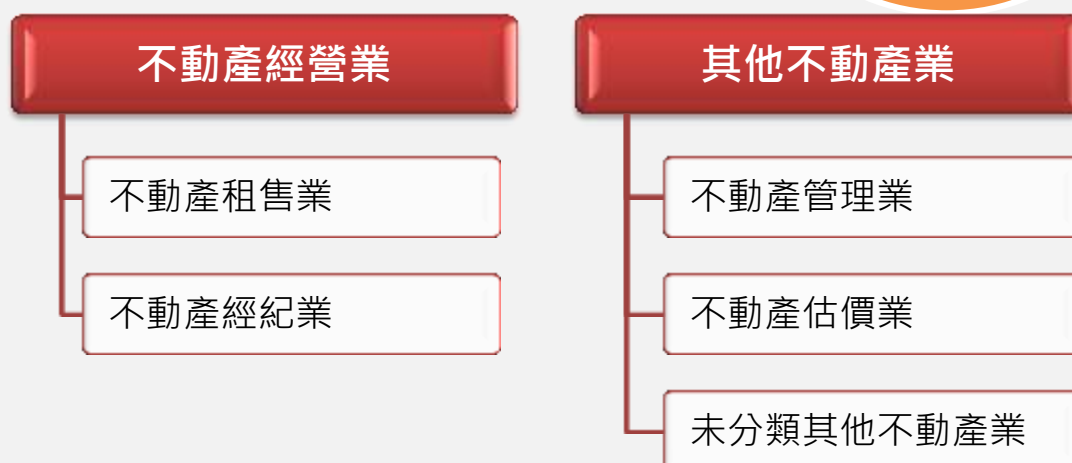 不動產經營業
不動產租售業
不動產經紀業
其他不動產業
不動產管理業
不動產估價業
未分類其他不動產業